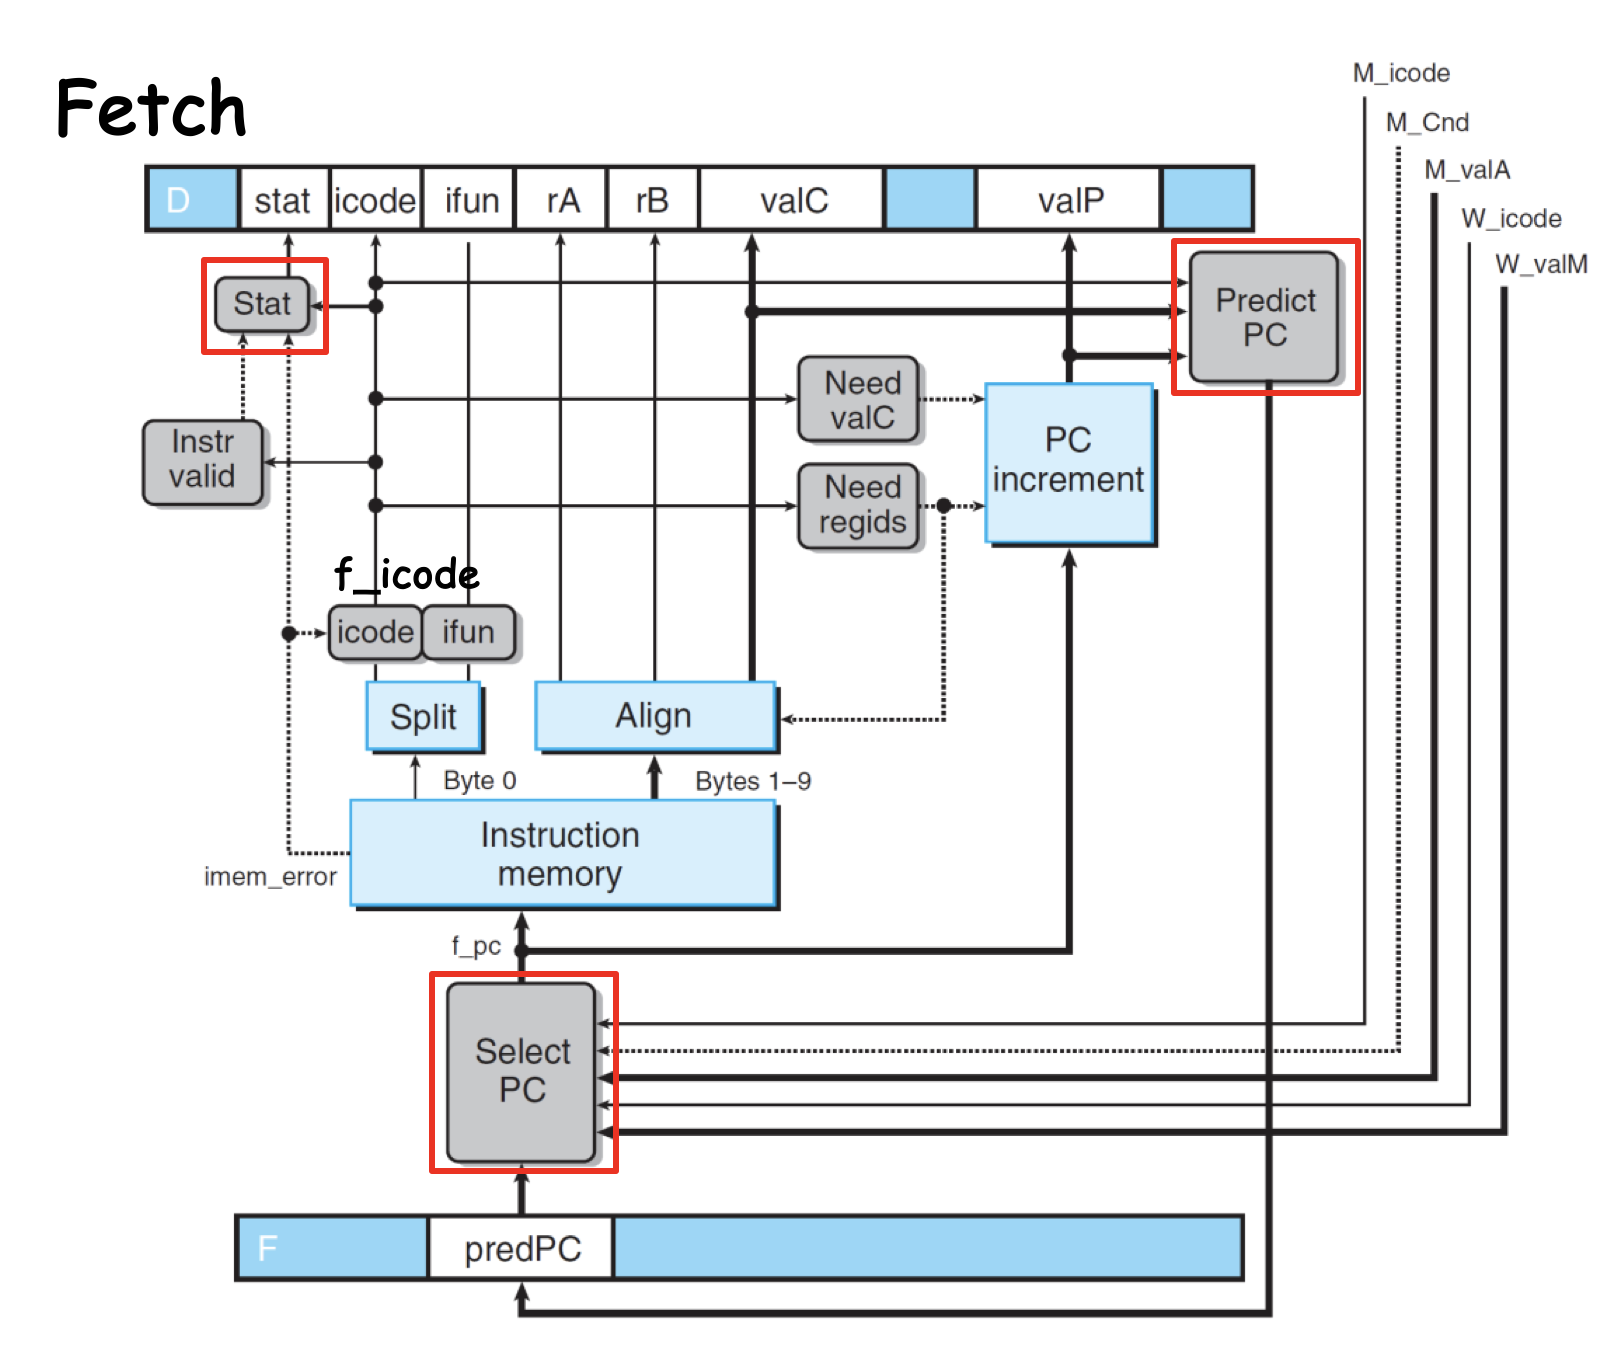 M_icode
Fetch
M_Cnd
M_valA
D stat icode ifun rA rB valC valP
W_icode
W_valM
Stat
Predict
PC
Need
valC
Instr
valid
PC
increment
Need
regids
f_icode
icode ifun
Split
Align
Byte 0
Bytes 1–9
Instruction
memory
imem_error
f_pc
Select
PC
F predPC